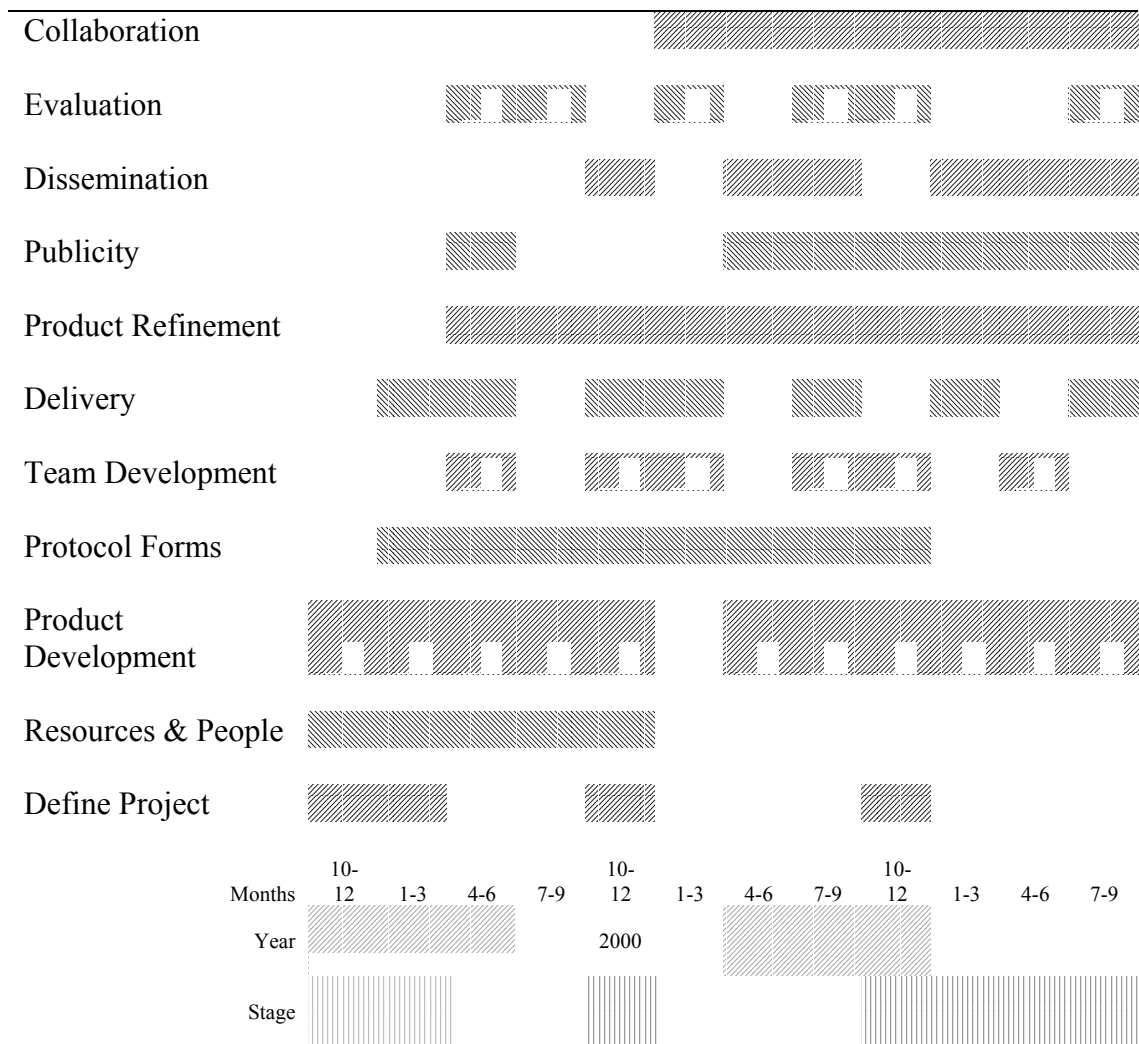 Collaboration
Evaluation
Dissemination
Publicity
Product Refinement
Delivery
Team Development
Protocol Forms
Product
Development
Resources & People
Define Project
10-
12
1-3
4-6
7-9
10-
12
1-3
4-6
7-9
10-
12
1-3
4-6
7-9
Months
Year
2000
Stage